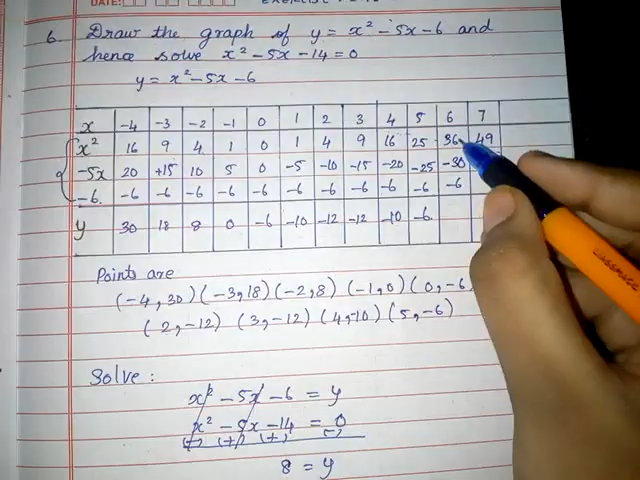 DATE:
6. Draw the graph of y = x² - 5x - 6 and
hence solve x² - 5x - 14 = 0
y = x² - 5x - 6
x -4 -3 -2 -1 0 1 2 3 4 5 6 7
x² 16 9 4 1 0 1 4 9 16 25 36 49
-5x 20 +15 10 5 0 -5 -10 -15 -20 -25 -30
-6 -6 -6 -6 -6 -6 -6 -6 -6 -6 -6 -6
y 30 18 8 0 -6 -10 -12 -12 -10 -6
Points are
(-4, 30) (-3, 18) (-2, 8) (-1, 0) (0, -6)
(2, -12) (3, -12) (4, -10) (5, -6)
Solve :
x² - 5x - 6 = y
x² - 5x - 14 = 0
(-) (+) (+) (-)
8 = y
CLASSMATE